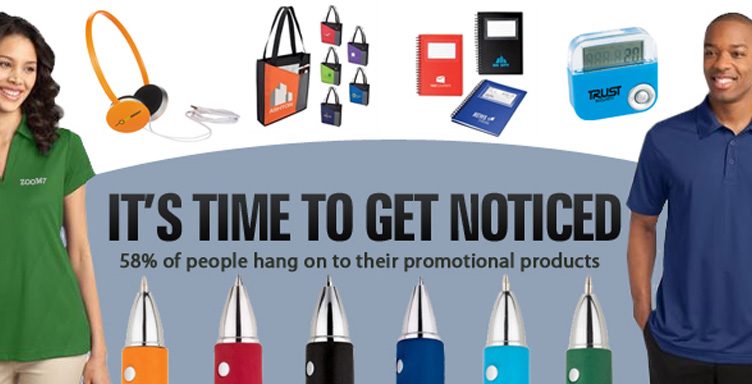 ASHTON
TRUST
ZOOM7
IT'S TIME TO GET NOTICED
58% of people hang on to their promotional products